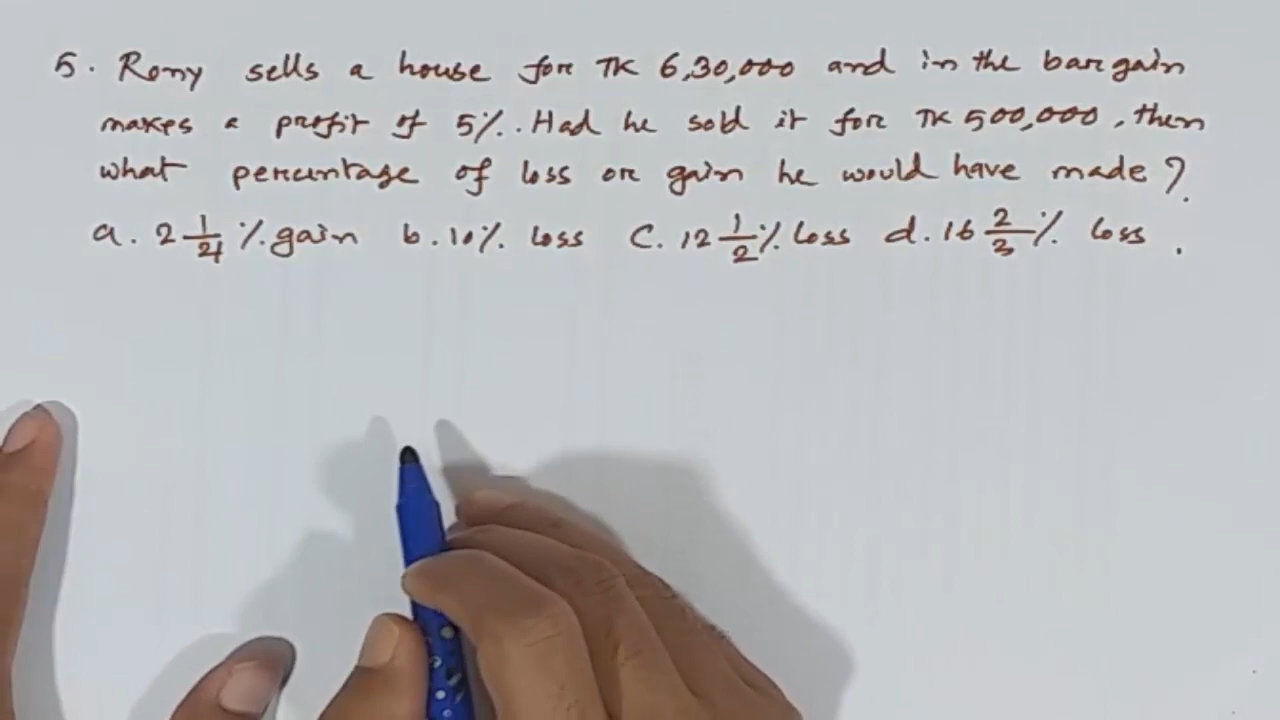 5. Rony sells a house for TK 6,30,000 and in the bargain
makes a profit of 5%. Had he sold it for TK 500,000, then
what percentage of loss or gain he would have made?
a. 2 1/4 % gain b. 10% loss C. 12 1/2 % loss d. 16 2/3 % loss.